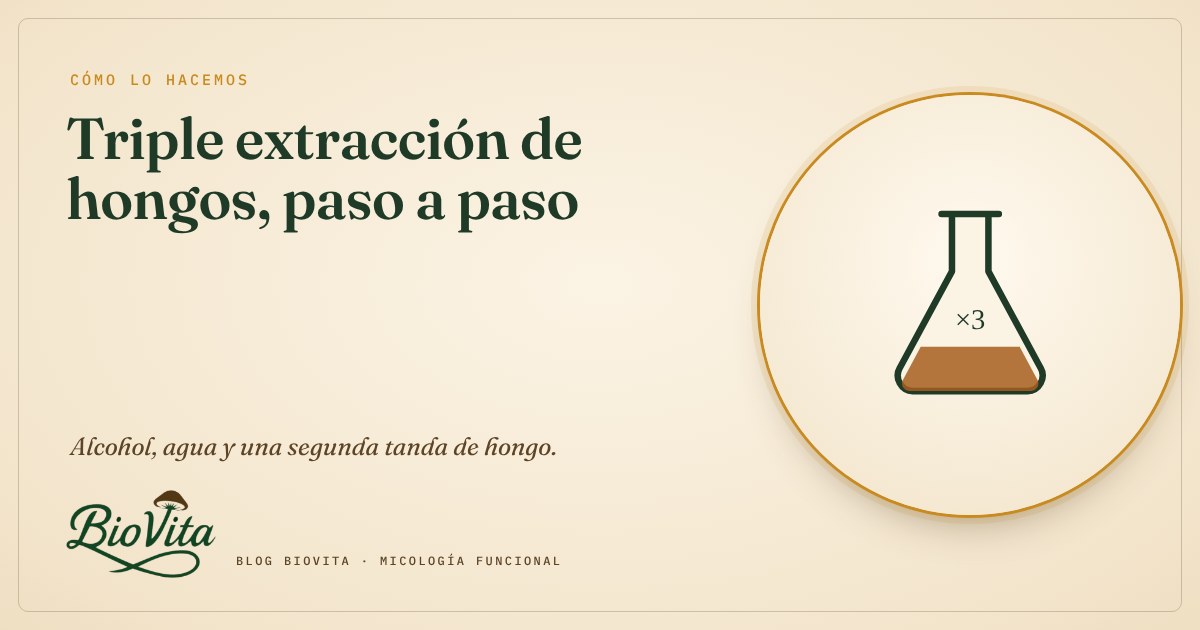 CÓMO LO HACEMOS
Triple extracción de
hongos, paso a paso
×3
Alcohol, agua y una segunda tanda de hongo.
BioVita
BLOG BIOVITA · MICOLOGÍA FUNCIONAL